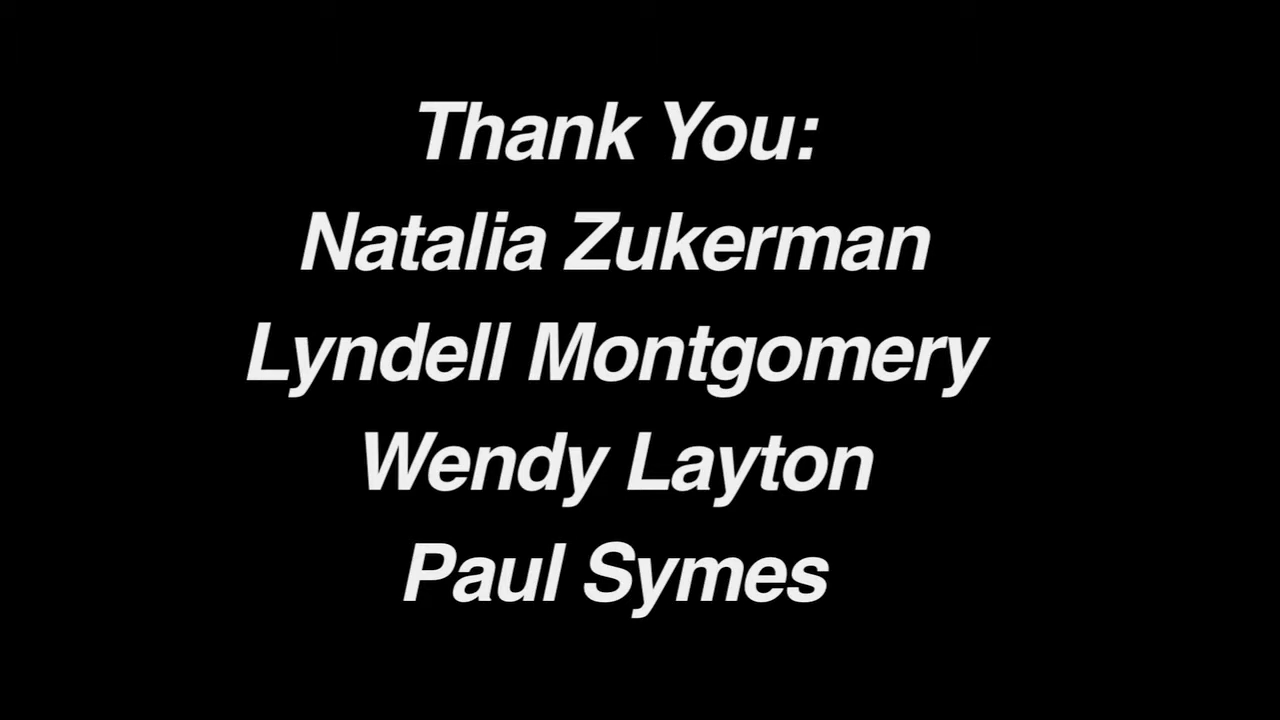 Thank You:
Natalia Zukerman
Lyndell Montgomery
Wendy Layton
Paul Symes